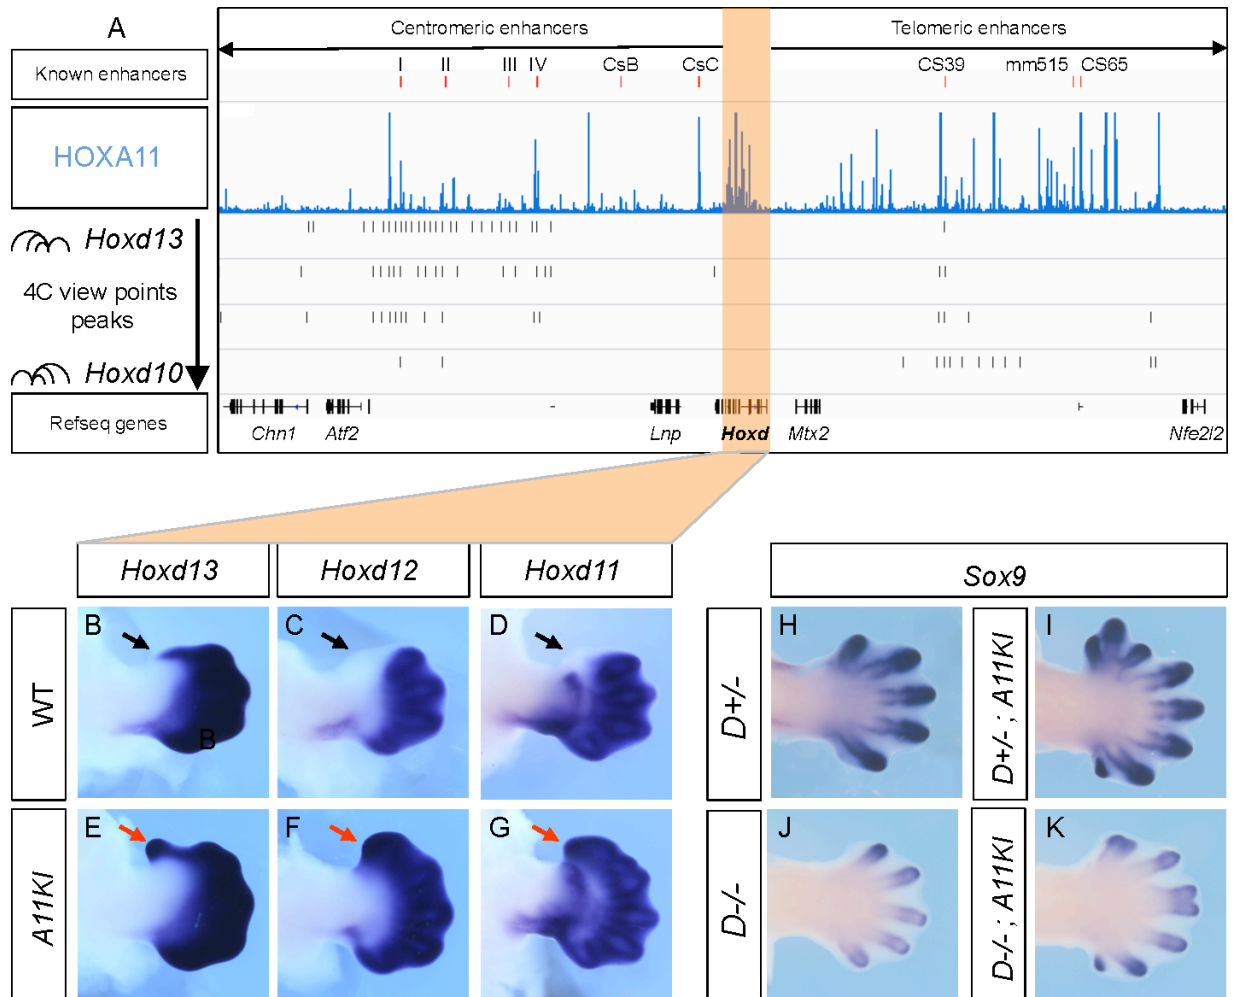 A
Centromeric enhancers
Telomeric enhancers
Known enhancers
I II III IV CsB CsC CS39 mm515 CS65
HOXA11
Hoxd13
4C view points
peaks
Hoxd10
Refseq genes
Chn1 Atf2 Lnp Hoxd Mtx2 Nfe2l2
Hoxd13 Hoxd12 Hoxd11
Sox9
WT
B
B
C
D
D+/-
H
D+/- ; A11KI
I
A11KI
E
F
G
D-/-
J
D-/- ; A11KI
K